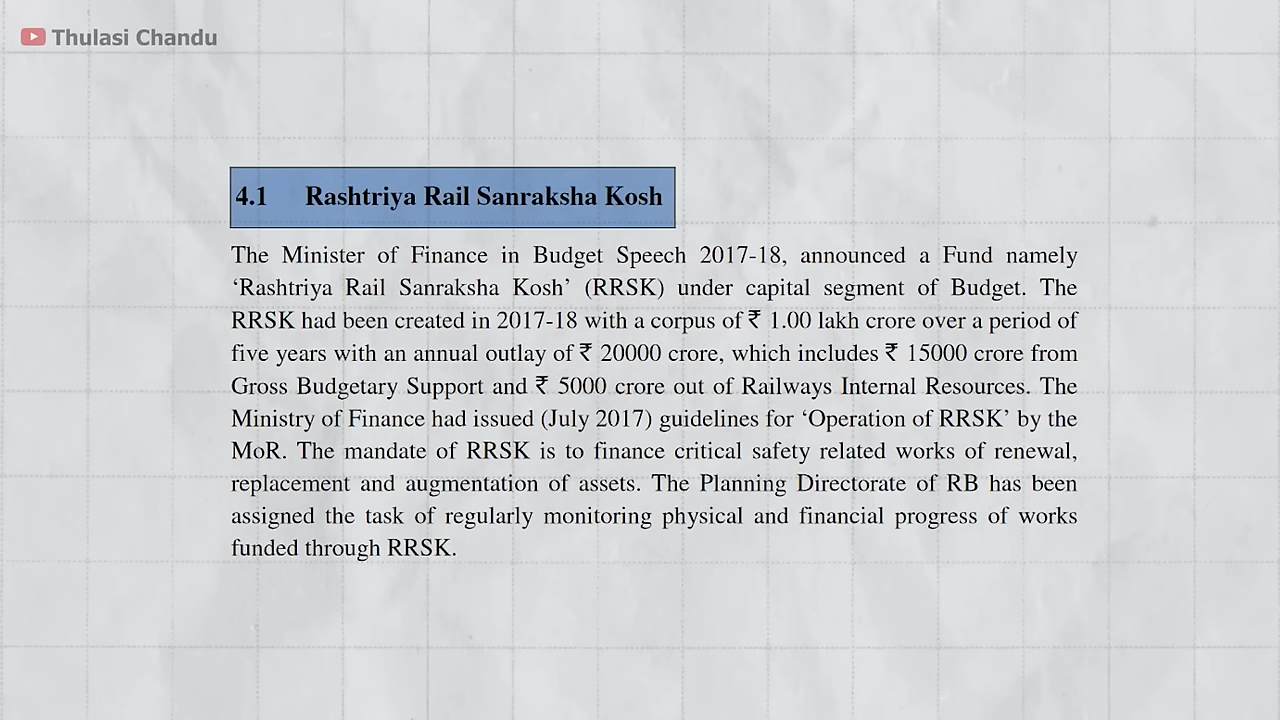 Thulasi Chandu
4.1 Rashtriya Rail Sanraksha Kosh
The Minister of Finance in Budget Speech 2017-18, announced a Fund namely
‘Rashtriya Rail Sanraksha Kosh’ (RRSK) under capital segment of Budget. The
RRSK had been created in 2017-18 with a corpus of ₹ 1.00 lakh crore over a period of
five years with an annual outlay of ₹ 20000 crore, which includes ₹ 15000 crore from
Gross Budgetary Support and ₹ 5000 crore out of Railways Internal Resources. The
Ministry of Finance had issued (July 2017) guidelines for ‘Operation of RRSK’ by the
MoR. The mandate of RRSK is to finance critical safety related works of renewal,
replacement and augmentation of assets. The Planning Directorate of RB has been
assigned the task of regularly monitoring physical and financial progress of works
funded through RRSK.